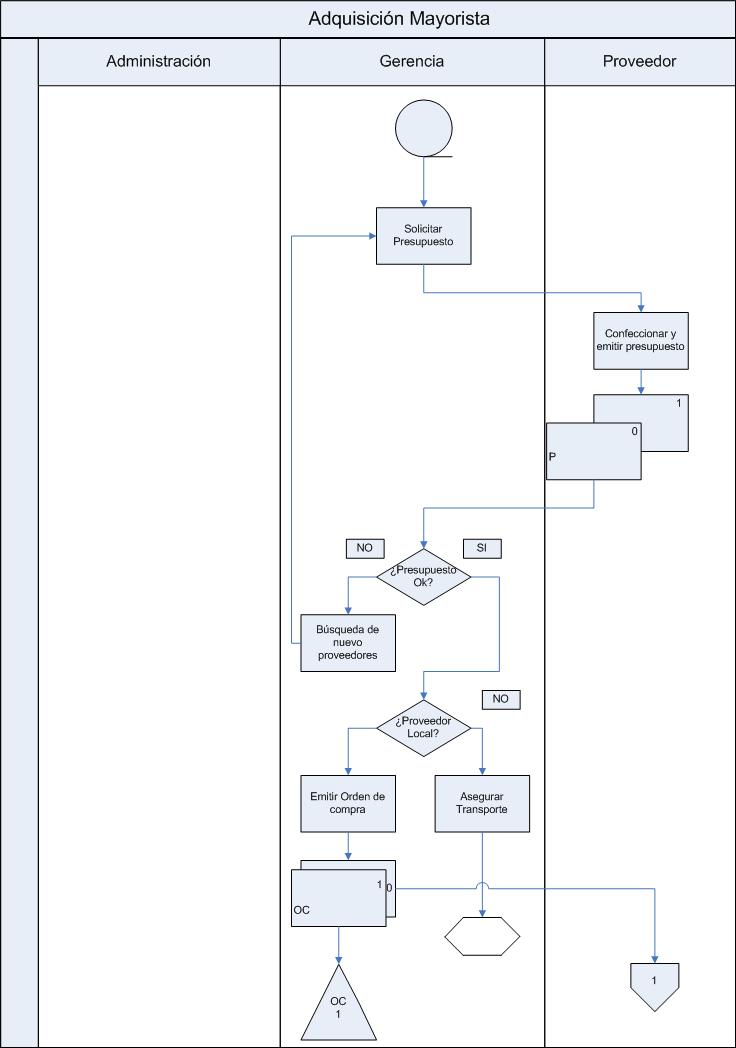 Adquisición Mayorista
Administración
Gerencia
Proveedor
Solicitar
Presupuesto
Confeccionar y
emitir presupuesto
1
0
P
NO
SI
¿Presupuesto
Ok?
Búsqueda de
nuevo
proveedores
NO
¿Proveedor
Local?
Emitir Orden de
compra
Asegurar
Transporte
1
0
OC
OC
1
1